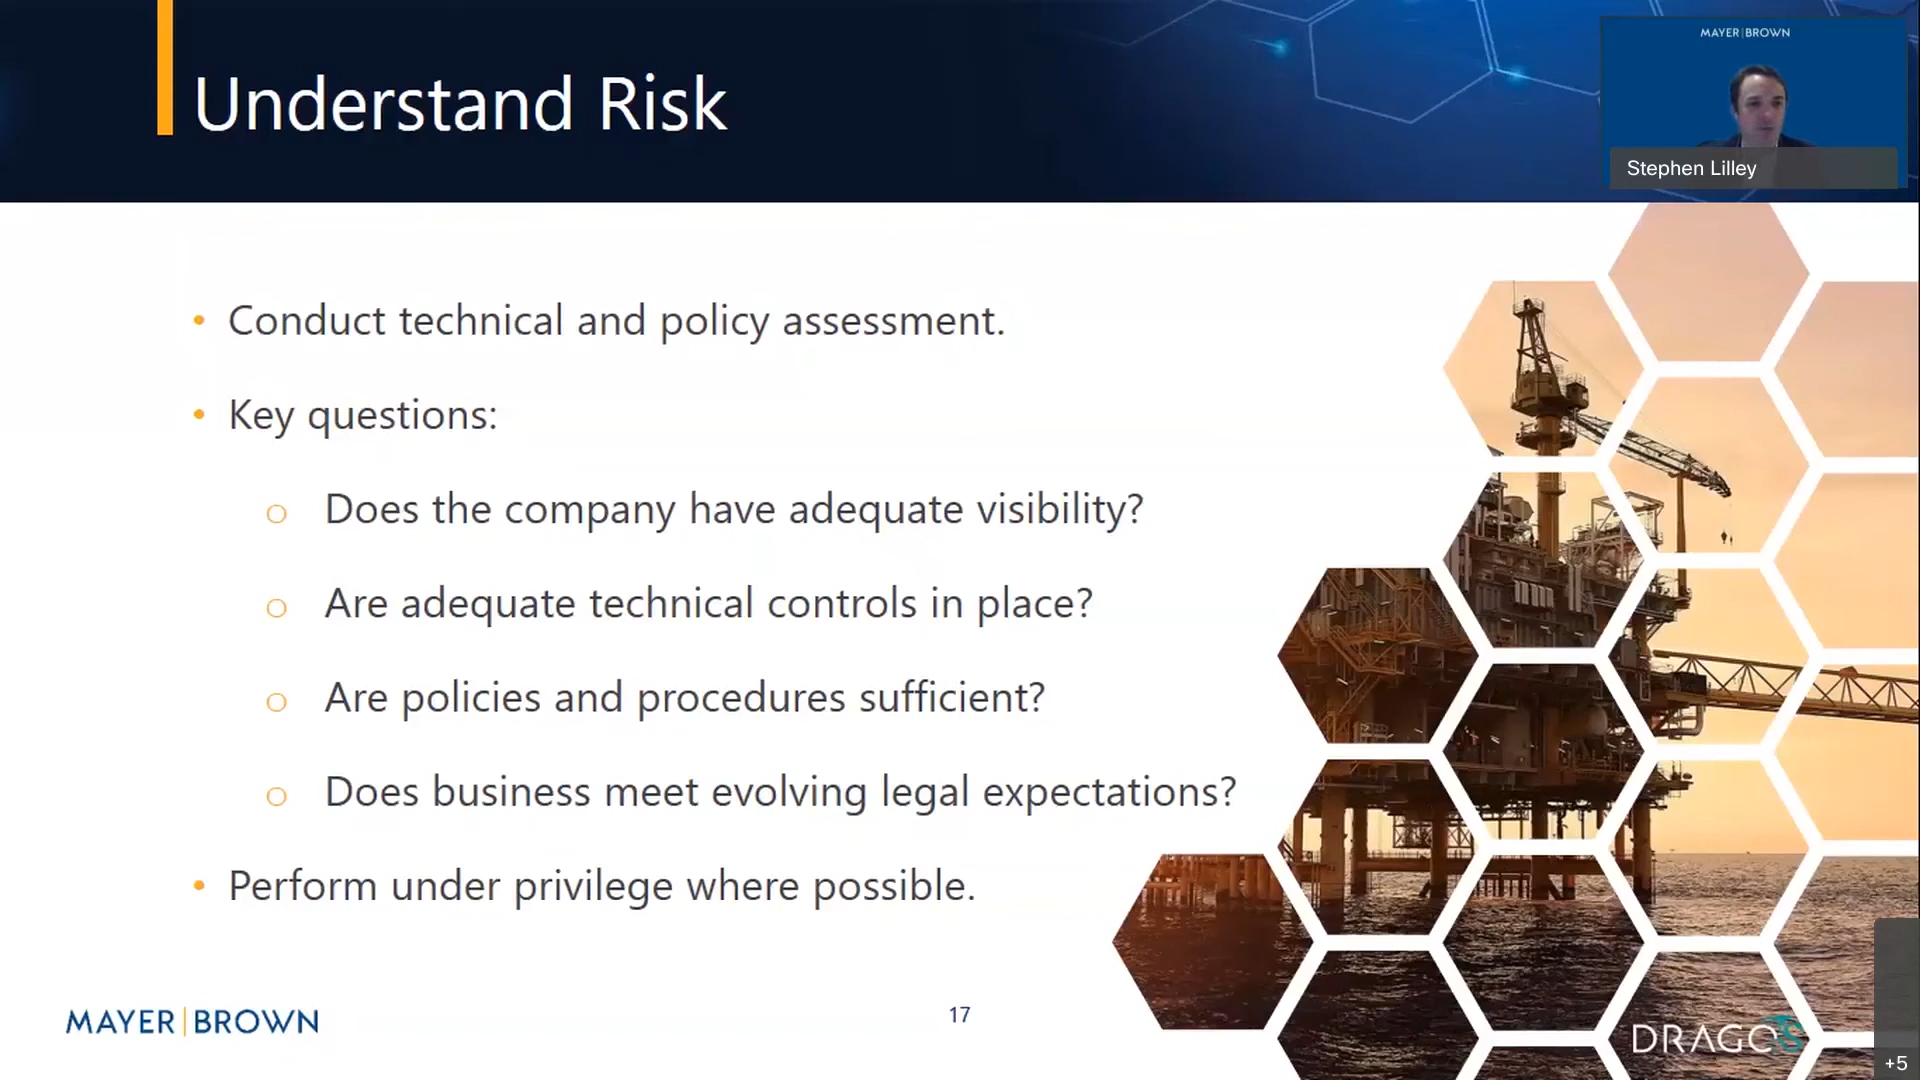 Understand Risk
MAYER|BROWN
Stephen Lilley
• Conduct technical and policy assessment.
• Key questions:
o Does the company have adequate visibility?
o Are adequate technical controls in place?
o Are policies and procedures sufficient?
o Does business meet evolving legal expectations?
• Perform under privilege where possible.
MAYER|BROWN
17
DRAGOS
+5